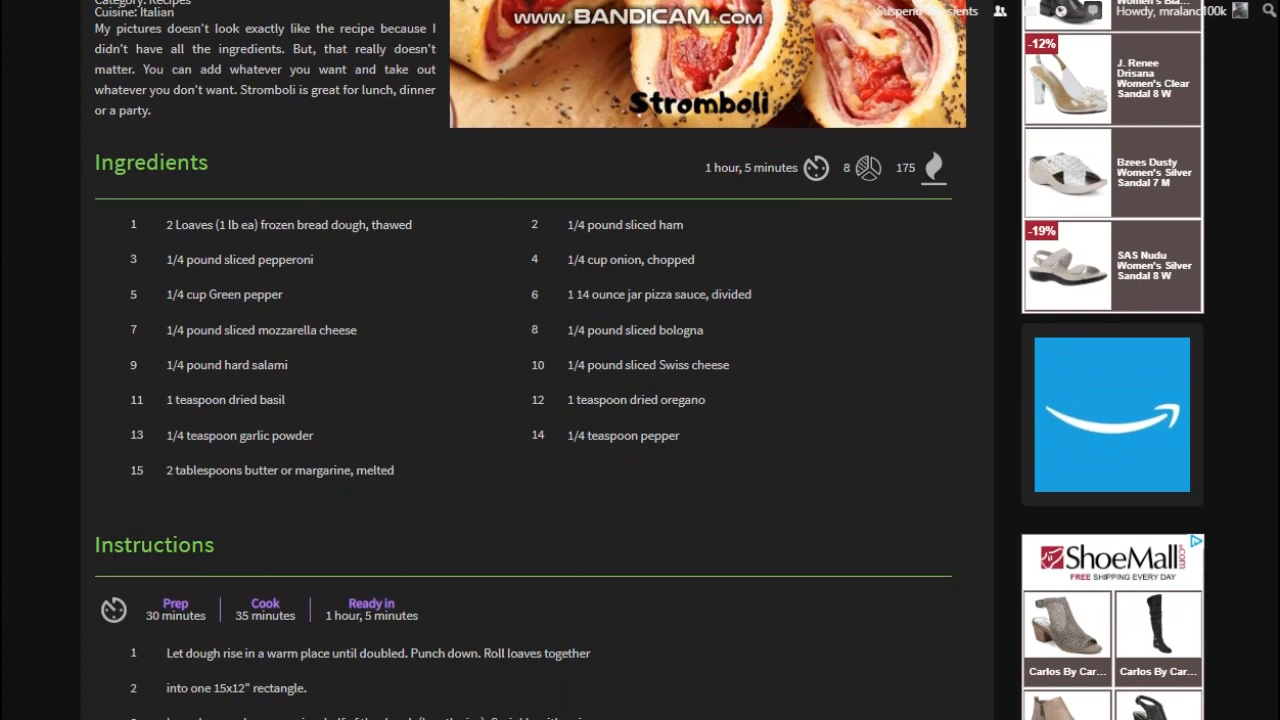 Category: Recipes
Cuisine: Italian
My pictures doesn't look exactly like the recipe because I
didn't have all the ingredients. But, that really doesn't
matter. You can add whatever you want and take out
whatever you don't want. Stromboli is great for lunch, dinner
or a party.
www.BANDICAM.com
Stromboli
Howdy, mralanc100k
Ingredients
1 hour, 5 minutes 8 175
1 2 Loaves (1 lb ea) frozen bread dough, thawed
2 1/4 pound sliced ham
3 1/4 pound sliced pepperoni
4 1/4 cup onion, chopped
5 1/4 cup Green pepper
6 1 14 ounce jar pizza sauce, divided
7 1/4 pound sliced mozzarella cheese
8 1/4 pound sliced bologna
9 1/4 pound hard salami
10 1/4 pound sliced Swiss cheese
11 1 teaspoon dried basil
12 1 teaspoon dried oregano
13 1/4 teaspoon garlic powder
14 1/4 teaspoon pepper
15 2 tablespoons butter or margarine, melted
Instructions
Prep Cook Ready in
30 minutes 35 minutes 1 hour, 5 minutes
1 Let dough rise in a warm place until doubled. Punch down. Roll loaves together
2 into one 15x12" rectangle.
-12%
J. Renee
Drisana
Women's Clear
Sandal 8 W
Bzees Dusty
Women's Silver
Sandal 7 M
-19%
SAS Nudu
Women's Silver
Sandal 8 W
ShoeMall.com
FREE SHIPPING EVERY DAY
Carlos By Car...
Carlos By Car...